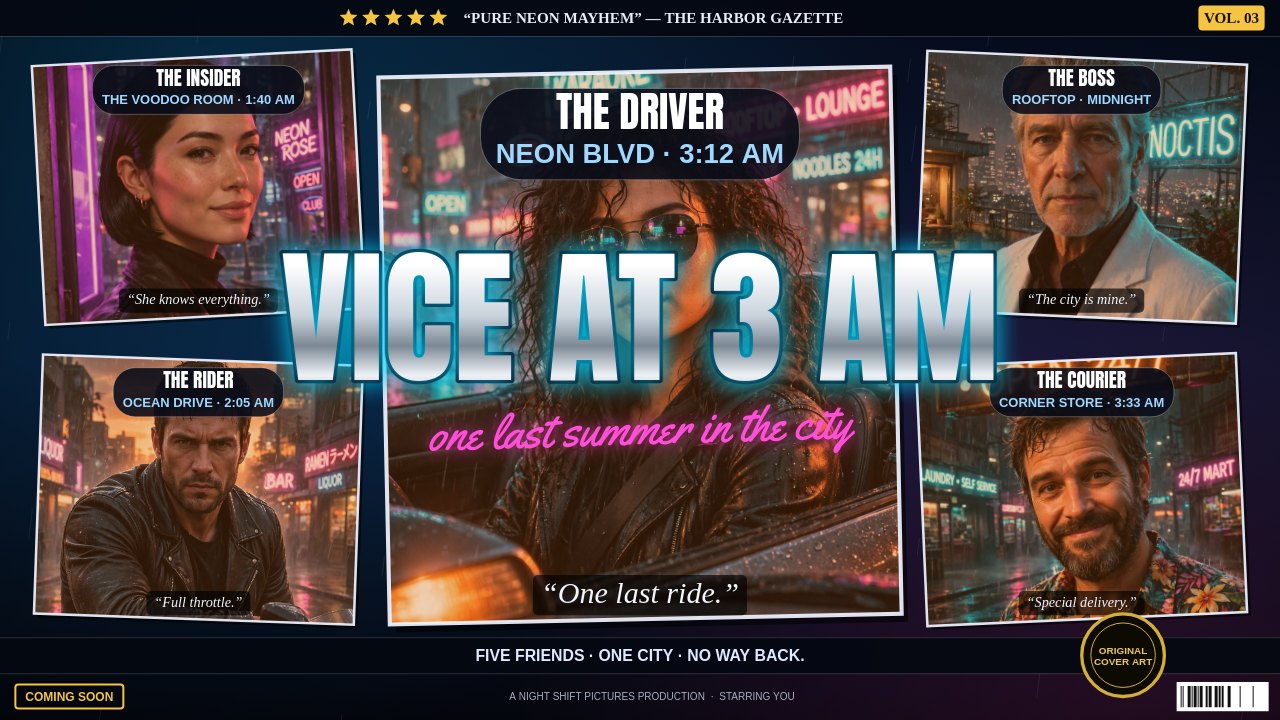 “PURE NEON MAYHEM” — THE HARBOR GAZETTE
VOL. 03
THE INSIDER
THE VOODOO ROOM · 1:40 AM
NEON
ROSE
OPEN
CLUB
“She knows everything.”
KARAOKE
THE DRIVER
NEON BLVD · 3:12 AM
LOUNGE
NOODLES 24H
OPEN
THE BOSS
ROOFTOP · MIDNIGHT
NOCTIS
“The city is mine.”
VICE AT 3 AM
one last summer in the city
THE RIDER
OCEAN DRIVE · 2:05 AM
LIQUOR
BAR
RAMEN ラーメン
LIQUOR
“Full throttle.”
“One last ride.”
THE COURIER
CORNER STORE · 3:33 AM
LAUNDRY • SELF SERVICE
24/7 MART
“Special delivery.”
FIVE FRIENDS · ONE CITY · NO WAY BACK.
ORIGINAL
COVER ART
COMING SOON
A NIGHT SHIFT PICTURES PRODUCTION · STARRING YOU